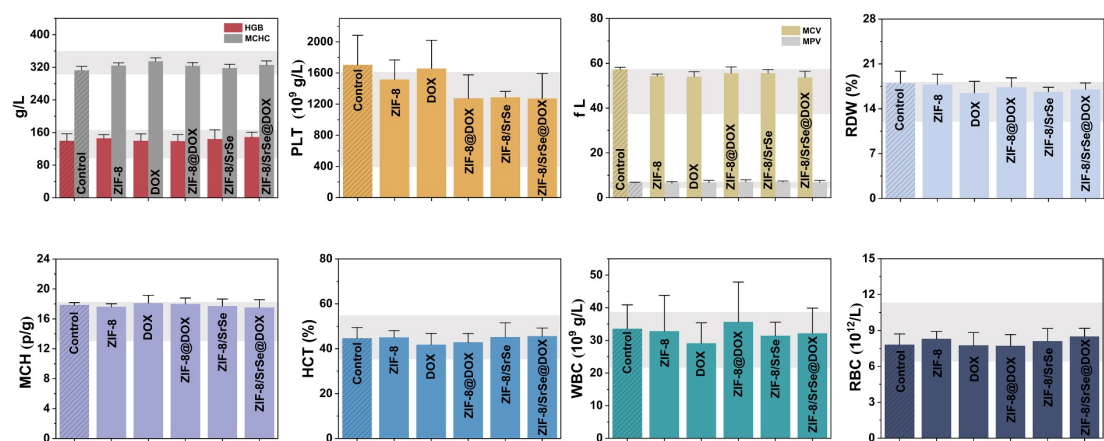 HGB
MCHC
400
320
240
160
80
0
g/L
Control
ZIF-8
DOX
ZIF-8@DOX
ZIF-8/SrSe
ZIF-8/SrSe@DOX
2000
1600
1200
800
400
0
PLT (10⁹ g/L)
Control
ZIF-8
DOX
ZIF-8@DOX
ZIF-8/SrSe
ZIF-8/SrSe@DOX
MCV
MPV
80
60
40
20
0
f L
Control
ZIF-8
DOX
ZIF-8@DOX
ZIF-8/SrSe
ZIF-8/SrSe@DOX
27
18
9
0
RDW (%)
Control
ZIF-8
DOX
ZIF-8@DOX
ZIF-8/SrSe
ZIF-8/SrSe@DOX
24
20
16
12
8
4
0
MCH (p/g)
Control
ZIF-8
DOX
ZIF-8@DOX
ZIF-8/SrSe
ZIF-8/SrSe@DOX
80
60
40
20
0
HCT (%)
Control
ZIF-8
DOX
ZIF-8@DOX
ZIF-8/SrSe
ZIF-8/SrSe@DOX
50
40
30
20
10
0
WBC (10⁹ g/L)
Control
ZIF-8
DOX
ZIF-8@DOX
ZIF-8/SrSe
ZIF-8/SrSe@DOX
15
12
9
6
3
0
RBC (10¹²/L)
Control
ZIF-8
DOX
ZIF-8@DOX
ZIF-8/SrSe
ZIF-8/SrSe@DOX